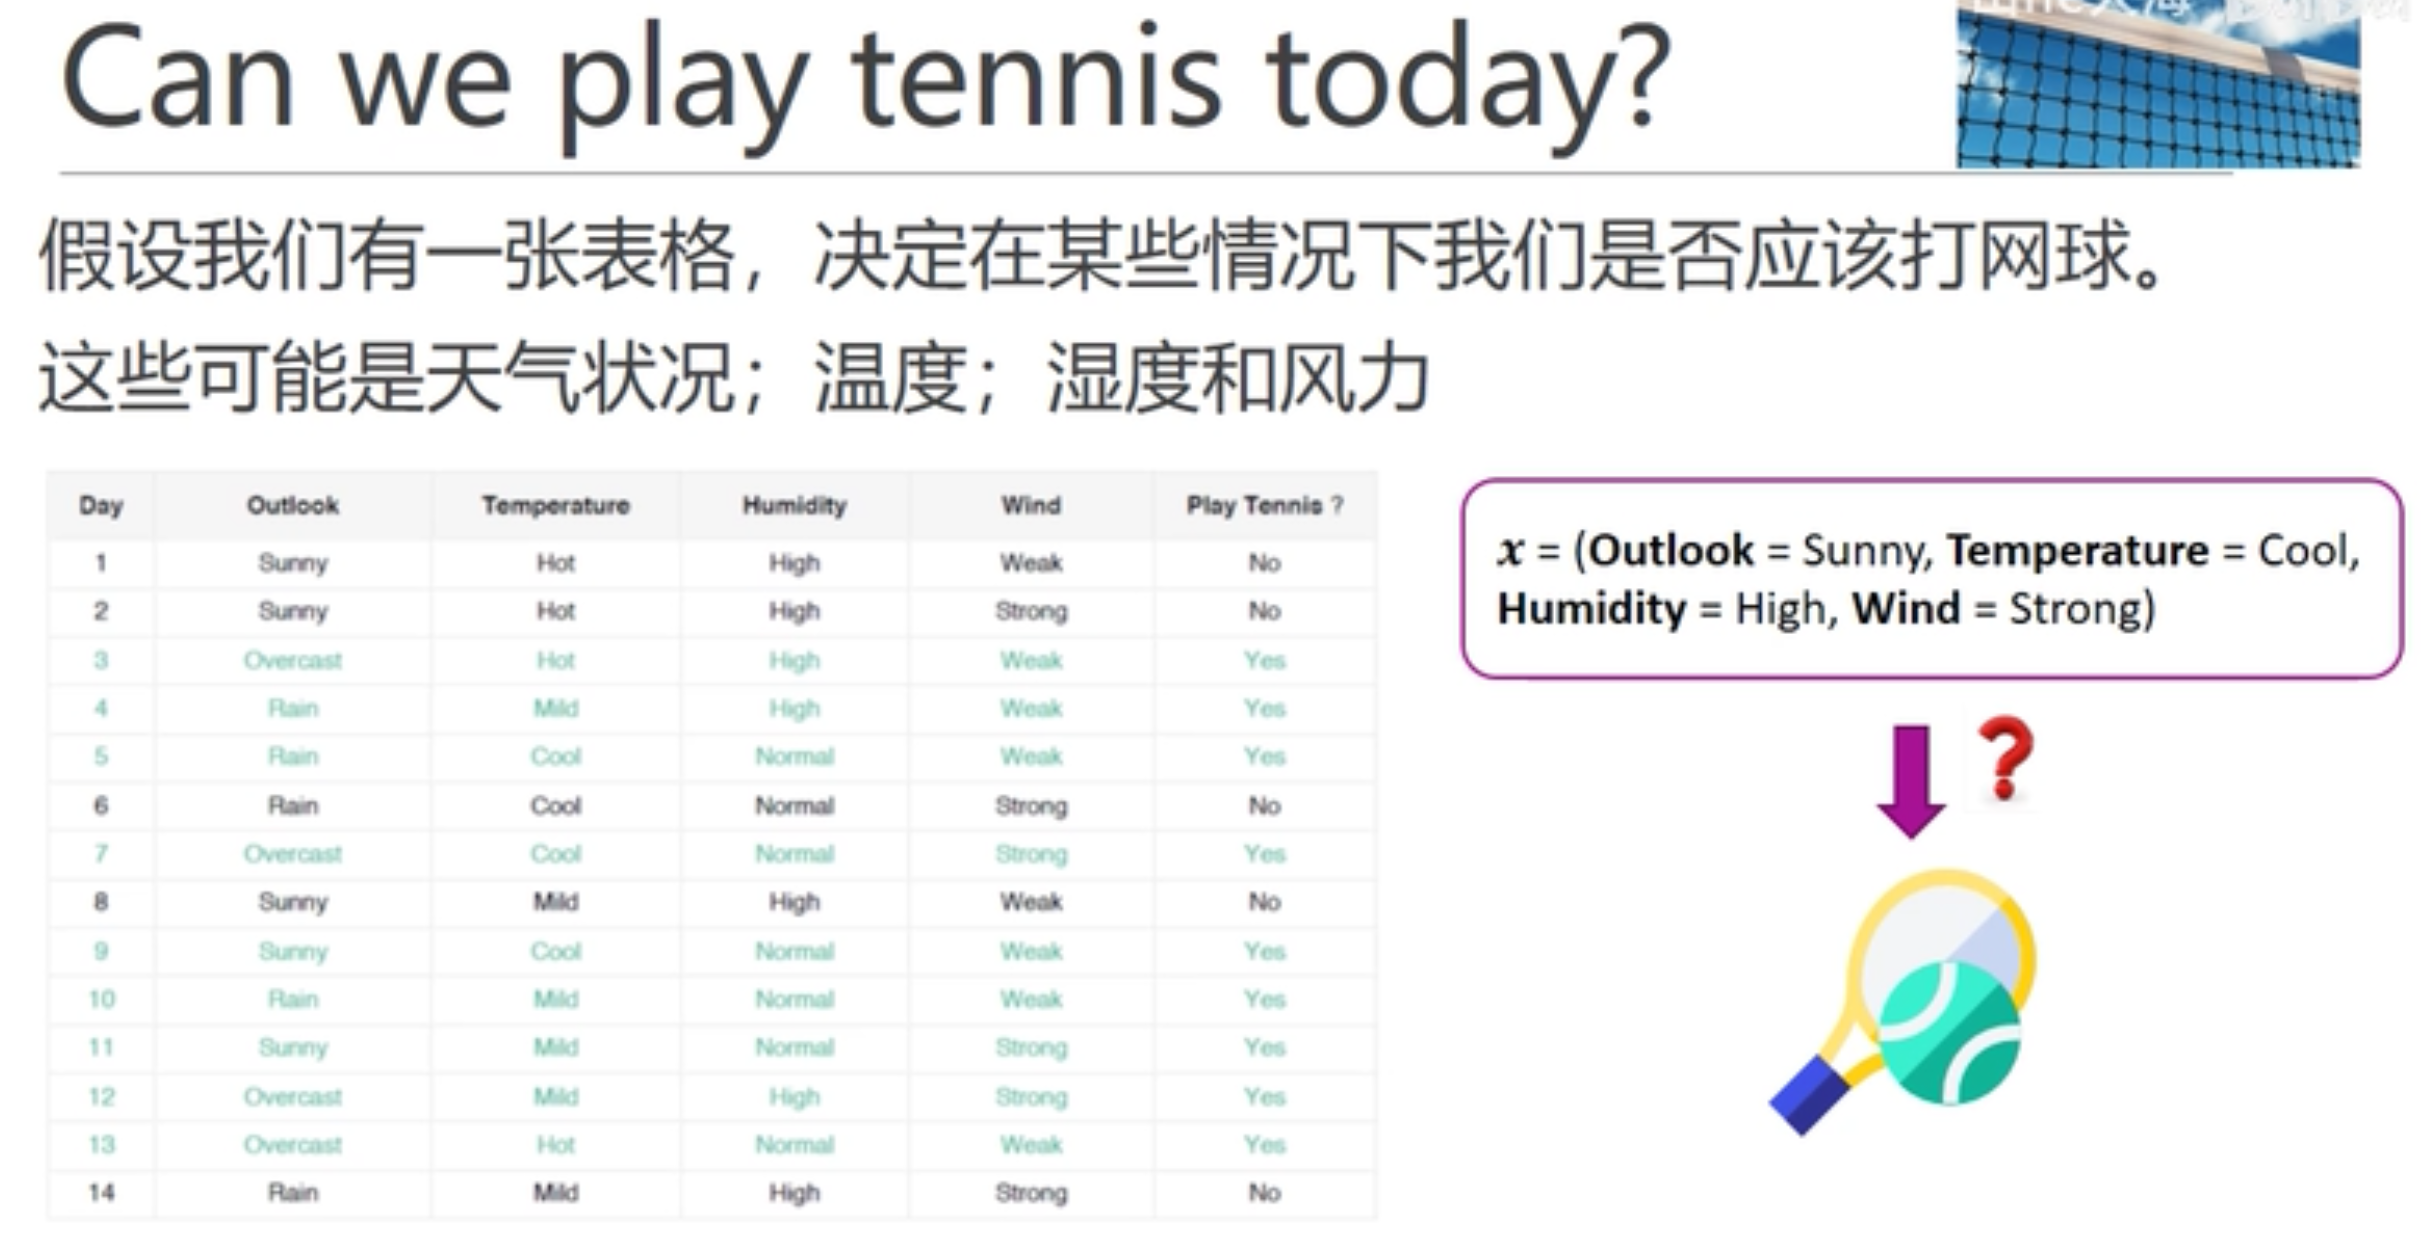 Can we play tennis today?
假设我们有一张表格，决定在某些情况下我们是否应该打网球。
这些可能是天气状况；温度；湿度和风力
Day Outlook Temperature Humidity Wind Play Tennis ?
1 Sunny Hot High Weak No
2 Sunny Hot High Strong No
3 Overcast Hot High Weak Yes
4 Rain Mild High Weak Yes
5 Rain Cool Normal Weak Yes
6 Rain Cool Normal Strong No
7 Overcast Cool Normal Strong Yes
8 Sunny Mild High Weak No
9 Sunny Cool Normal Weak Yes
10 Rain Mild Normal Weak Yes
11 Sunny Mild Normal Strong Yes
12 Overcast Mild High Strong Yes
13 Overcast Hot Normal Weak Yes
14 Rain Mild High Strong No
x = (Outlook = Sunny, Temperature = Cool,
Humidity = High, Wind = Strong)
?